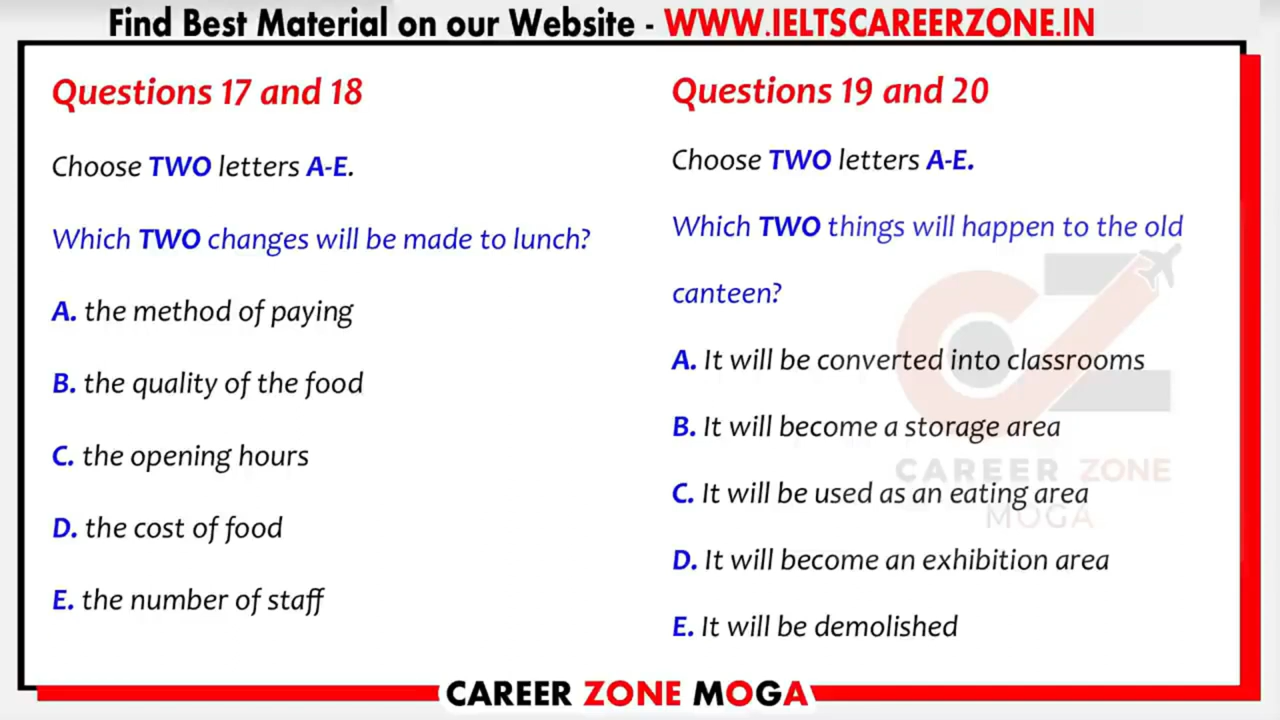 Find Best Material on our Website - WWW.IELTSCAREERZONE.IN
Questions 17 and 18
Choose TWO letters A-E.
Which TWO changes will be made to lunch?
A. the method of paying
B. the quality of the food
C. the opening hours
D. the cost of food
E. the number of staff
Questions 19 and 20
Choose TWO letters A-E.
Which TWO things will happen to the old
canteen?
A. It will be converted into classrooms
B. It will become a storage area
C. It will be used as an eating area
D. It will become an exhibition area
E. It will be demolished
CAREER ZONE
MOGA
CAREER ZONE MOGA